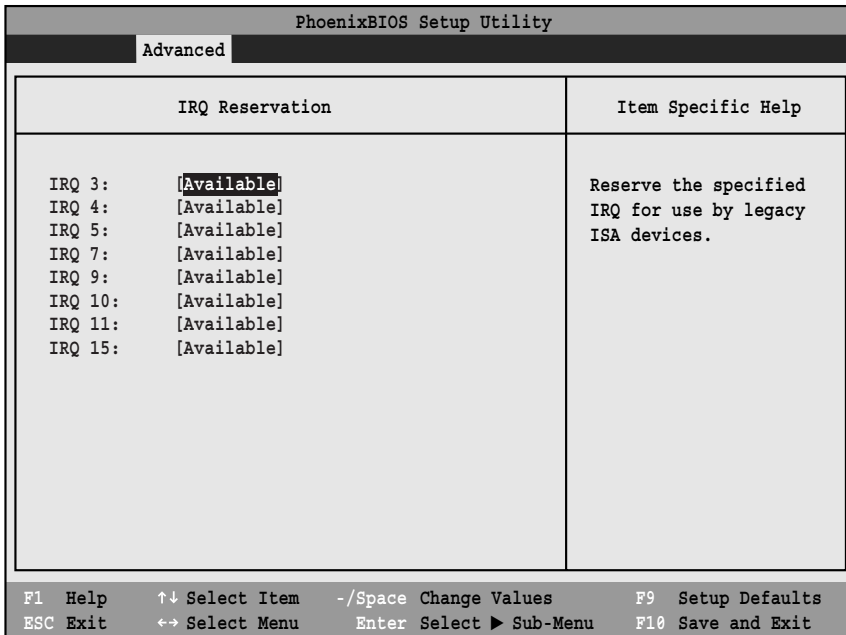 PhoenixBIOS Setup Utility
Advanced
IRQ Reservation
Item Specific Help
IRQ 3: [Available]
IRQ 4: [Available]
IRQ 5: [Available]
IRQ 7: [Available]
IRQ 9: [Available]
IRQ 10: [Available]
IRQ 11: [Available]
IRQ 15: [Available]
Reserve the specified
IRQ for use by legacy
ISA devices.
F1 Help ↑↓ Select Item -/Space Change Values F9 Setup Defaults
ESC Exit ←→ Select Menu Enter Select ▶ Sub-Menu F10 Save and Exit